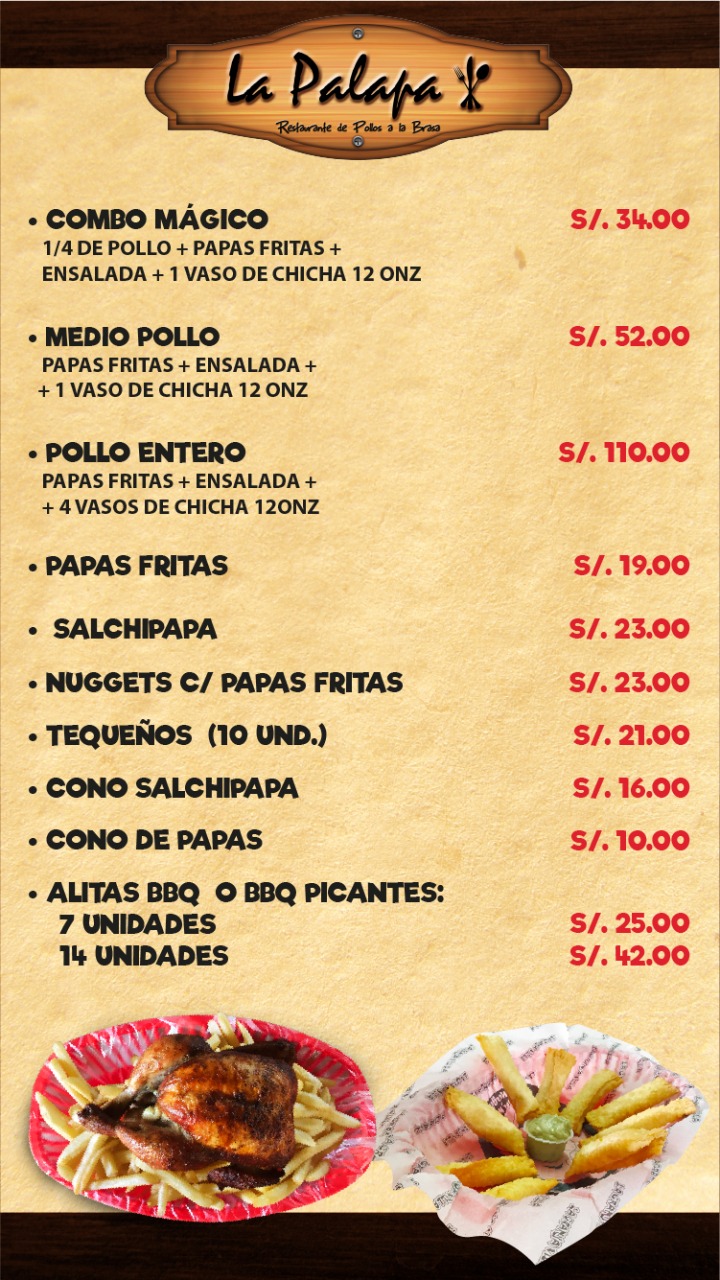 La Palapa
Restaurante de Pollos a la Brasa
• COMBO MÁGICO S/. 34.00
1/4 DE POLLO + PAPAS FRITAS +
ENSALADA + 1 VASO DE CHICHA 12 ONZ
• MEDIO POLLO S/. 52.00
PAPAS FRITAS + ENSALADA +
+ 1 VASO DE CHICHA 12 ONZ
• POLLO ENTERO S/. 110.00
PAPAS FRITAS + ENSALADA +
+ 4 VASOS DE CHICHA 12ONZ
• PAPAS FRITAS S/. 19.00
• SALCHIPAPA S/. 23.00
• NUGGETS C/ PAPAS FRITAS S/. 23.00
• TEQUEÑOS (10 UND.) S/. 21.00
• CONO SALCHIPAPA S/. 16.00
• CONO DE PAPAS S/. 10.00
• ALITAS BBQ O BBQ PICANTES:
7 UNIDADES S/. 25.00
14 UNIDADES S/. 42.00